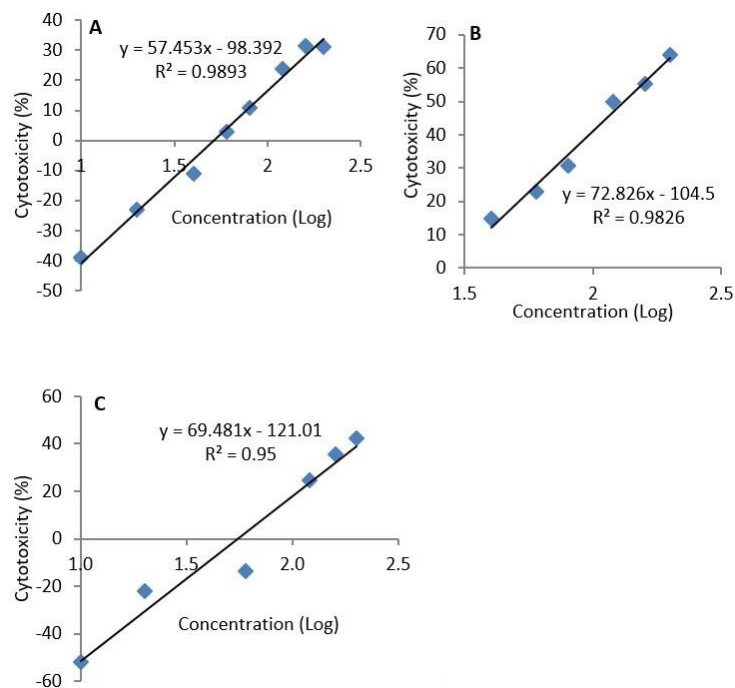 A
y = 57.453x - 98.392
R² = 0.9893
Cytotoxicity (%)
40
30
20
10
0
-10
-20
-30
-40
-50
1
1.5
2
2.5
Concentration (Log)
B
Cytotoxicity (%)
70
60
50
40
30
20
10
0
y = 72.826x - 104.5
R² = 0.9826
1.5
2
2.5
Concentration (Log)
C
y = 69.481x - 121.01
R² = 0.95
Cytotoxicity (%)
60
40
20
0
-20
-40
-60
1.0
1.5
2.0
2.5
Concentration (Log)